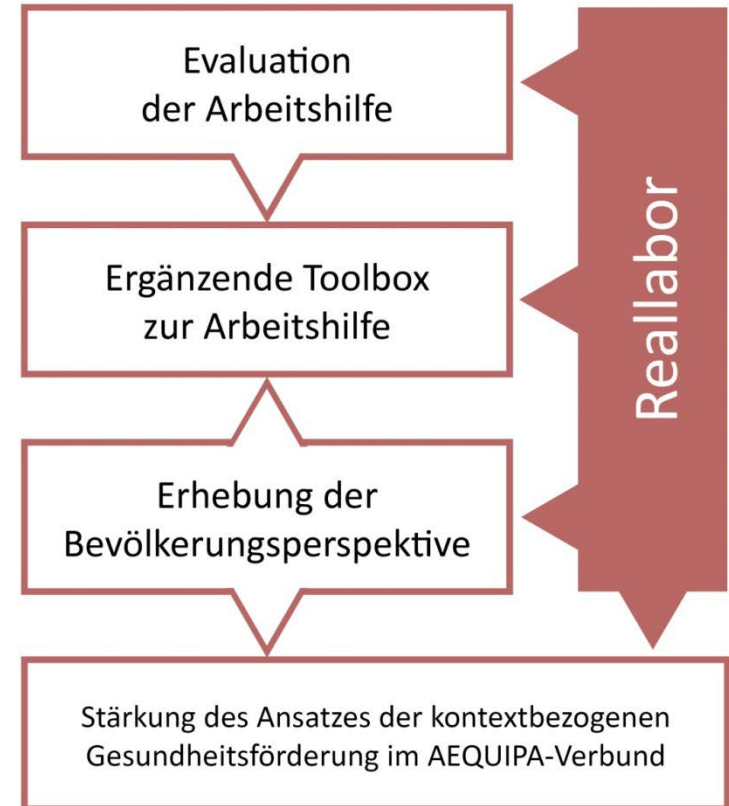 Evaluation
der Arbeitshilfe
Ergänzende Toolbox
zur Arbeitshilfe
Erhebung der
Bevölkerungsperspektive
Reallabor
Stärkung des Ansatzes der kontextbezogenen
Gesundheitsförderung im AEQUIPA-Verbund